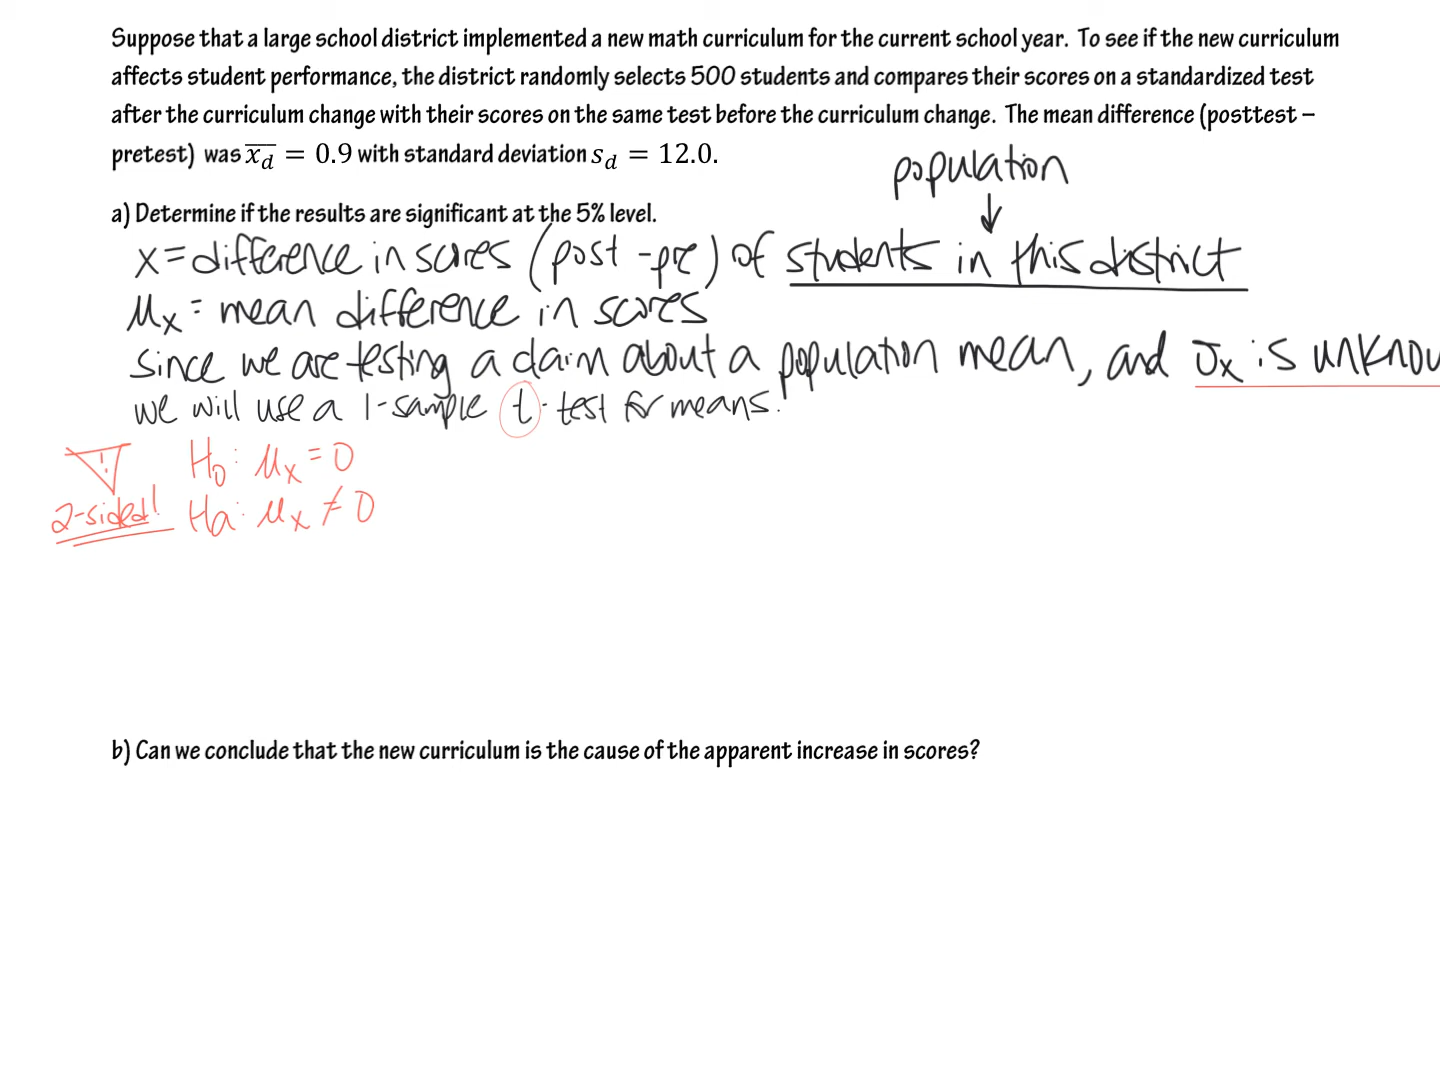 Suppose that a large school district implemented a new math curriculum for the current school year. To see if the new curriculum
affects student performance, the district randomly selects 500 students and compares their scores on a standardized test
after the curriculum change with their scores on the same test before the curriculum change. The mean difference (posttest –
pretest) was x̅_d = 0.9 with standard deviation s_d = 12.0.
population
↓
a) Determine if the results are significant at the 5% level.
x = difference in scores (post - pre) of students in this district
μₓ = mean difference in scores
Since we are testing a claim about a population mean, and σₓ is unknow
we will use a 1-sample t-test for means.
! H₀: μₓ = 0
2-sided! Ha: μₓ ≠ 0
b) Can we conclude that the new curriculum is the cause of the apparent increase in scores?